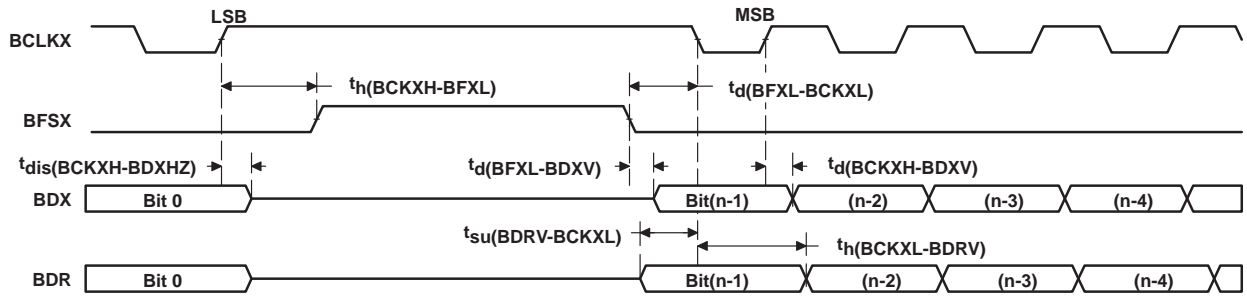 LSB MSB
BCLKX
th(BCKXH-BFXL) td(BFXL-BCKXL)
BFSX
tdis(BCKXH-BDXHZ) td(BFXL-BDXV) td(BCKXH-BDXV)
BDX Bit 0 Bit(n-1) (n-2) (n-3) (n-4)
tsu(BDRV-BCKXL) th(BCKXL-BDRV)
BDR Bit 0 Bit(n-1) (n-2) (n-3) (n-4)